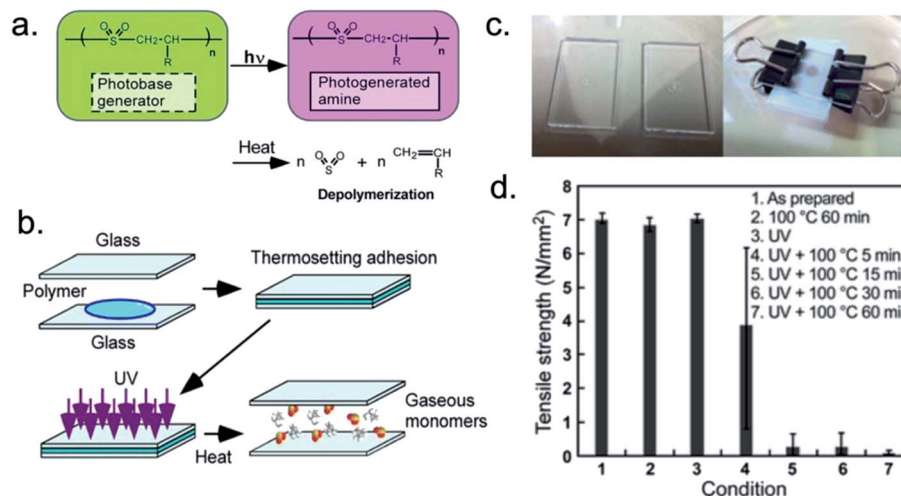 a.
O O
S CH₂-CH n
R
Photobase
generator
hν
O O
S CH₂-CH n
R
Photogenerated
amine
Heat
n O S O + n CH₂=CH
R
Depolymerization
b.
Glass
Polymer
Glass
Thermosetting adhesion
UV
Heat
Gaseous
monomers
c.
d.
Tensile strength (N/mm²)
8
7
6
5
4
3
2
1
0
1. As prepared
2. 100 °C 60 min
3. UV
4. UV + 100 °C 5 min
5. UV + 100 °C 15 mi
6. UV + 100 °C 30 mi
7. UV + 100 °C 60 mi
1 2 3 4 5 6 7
Condition